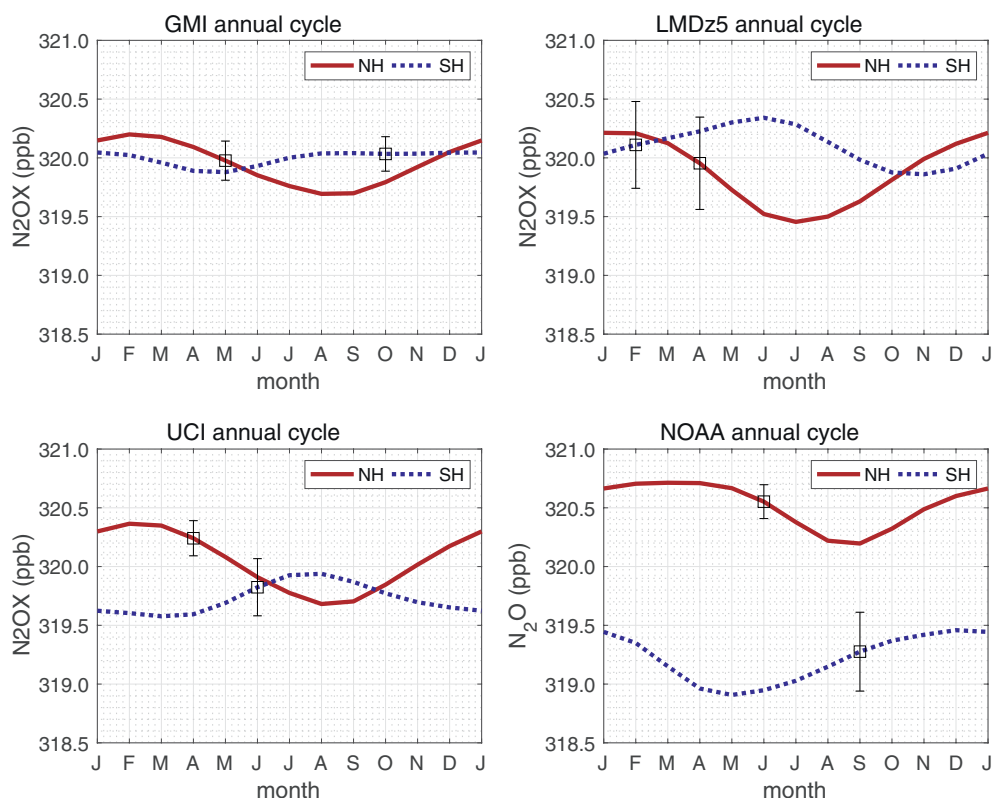 GMI annual cycle
321.0
320.5
320.0
319.5
319.0
318.5
N2OX (ppb)
NH SH
J F M A M J J A S O N D J
month
LMDz5 annual cycle
321.0
320.5
320.0
319.5
319.0
318.5
N2OX (ppb)
NH SH
J F M A M J J A S O N D J
month
UCI annual cycle
321.0
320.5
320.0
319.5
319.0
318.5
N2OX (ppb)
NH SH
J F M A M J J A S O N D J
month
NOAA annual cycle
321.0
320.5
320.0
319.5
319.0
318.5
N₂O (ppb)
NH SH
J F M A M J J A S O N D J
month